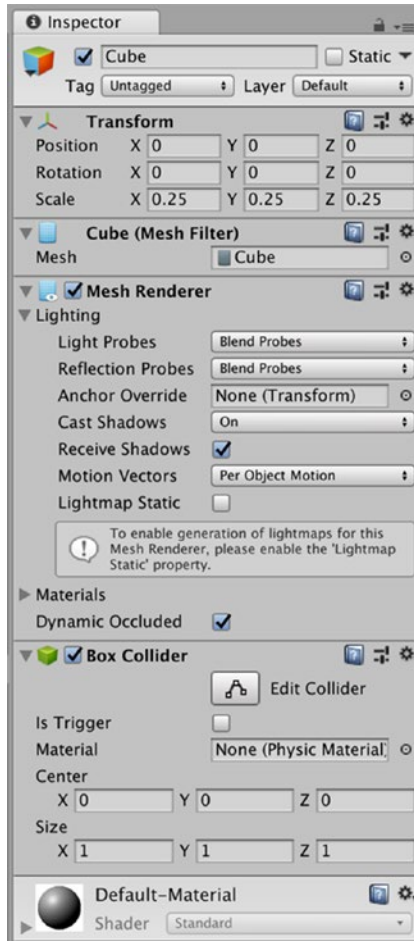 Inspector
Cube Static
Tag Untagged Layer Default
Transform
Position X 0 Y 0 Z 0
Rotation X 0 Y 0 Z 0
Scale X 0.25 Y 0.25 Z 0.25
Cube (Mesh Filter)
Mesh Cube
Mesh Renderer
Lighting
Light Probes Blend Probes
Reflection Probes Blend Probes
Anchor Override None (Transform)
Cast Shadows On
Receive Shadows
Motion Vectors Per Object Motion
Lightmap Static
To enable generation of lightmaps for this
Mesh Renderer, please enable the 'Lightmap
Static' property.
Materials
Dynamic Occluded
Box Collider
Edit Collider
Is Trigger
Material None (Physic Material)
Center
X 0 Y 0 Z 0
Size
X 1 Y 1 Z 1
Default-Material
Shader Standard